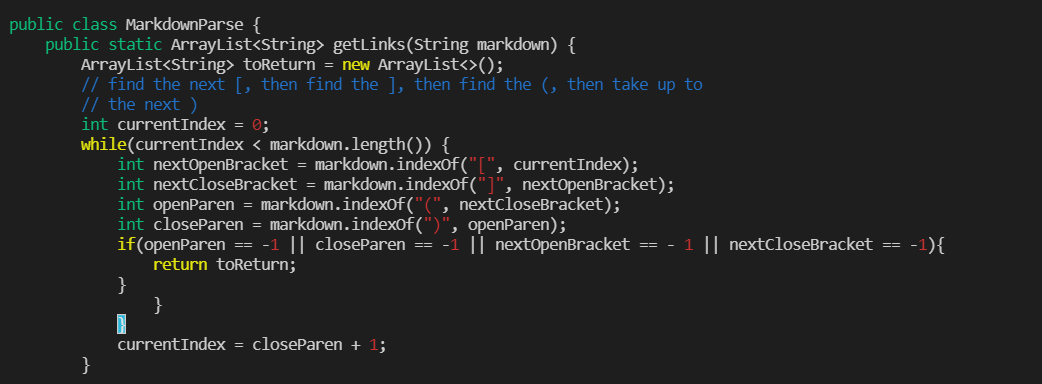 public class MarkdownParse {
    public static ArrayList<String> getLinks(String markdown) {
        ArrayList<String> toReturn = new ArrayList<>();
        // find the next [, then find the ], then find the (, then take up to
        // the next )
        int currentIndex = 0;
        while(currentIndex < markdown.length()) {
            int nextOpenBracket = markdown.indexOf("[", currentIndex);
            int nextCloseBracket = markdown.indexOf("]", nextOpenBracket);
            int openParen = markdown.indexOf("(", nextCloseBracket);
            int closeParen = markdown.indexOf(")", openParen);
            if(openParen == -1 || closeParen == -1 || nextOpenBracket == - 1 || nextCloseBracket == -1){
                return toReturn;
            }
                }
            }
            currentIndex = closeParen + 1;
        }